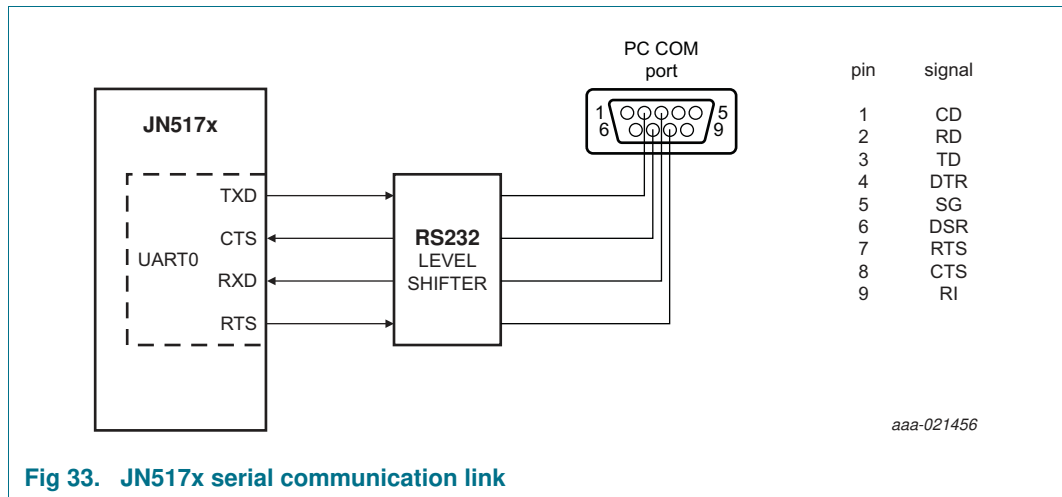 PC COM
port
1 5
6 9
JN517x
UART0
TXD
CTS
RXD
RTS
RS232
LEVEL
SHIFTER
pin signal
1 CD
2 RD
3 TD
4 DTR
5 SG
6 DSR
7 RTS
8 CTS
9 RI
aaa-021456
Fig 33. JN517x serial communication link